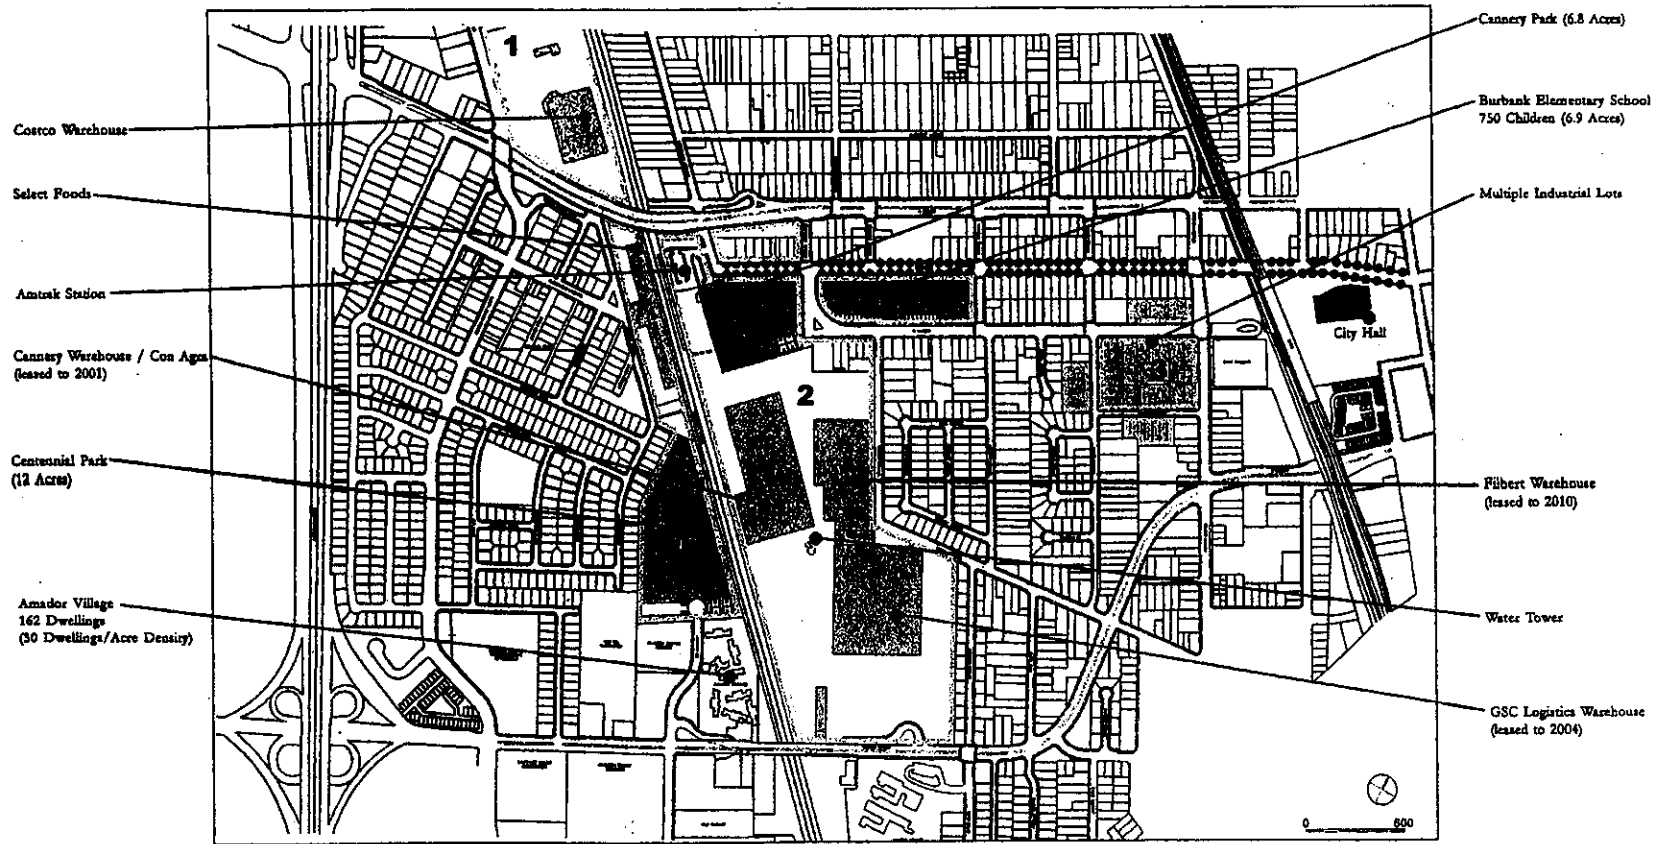 Costco Warehouse
Select Foods
Amtrak Station
Cannery Warehouse / Con Agra
(leased to 2001)
Centennial Park
(12 Acres)
Amador Village
162 Dwellings
(30 Dwellings/Acre Density)
1
2
3
City Hall
0 600
Cannery Park (6.8 Acres)
Burbank Elementary School
750 Children (6.9 Acres)
Multiple Industrial Lots
Filbert Warehouse
(leased to 2010)
Water Tower
GSC Logistics Warehouse
(leased to 2004)